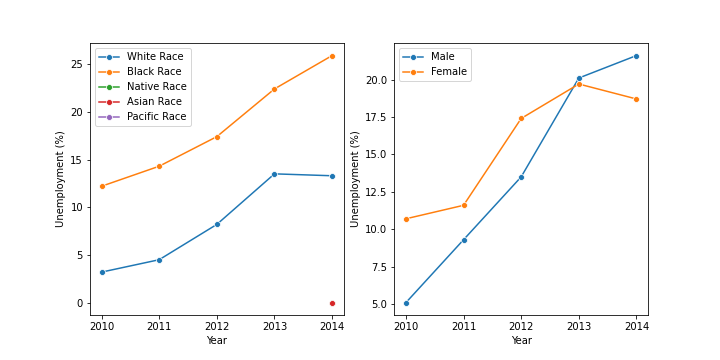 White Race
Black Race
Native Race
Asian Race
Pacific Race
Unemployment (%)
25
20
15
10
5
0
2010 2011 2012 2013 2014
Year
Male
Female
Unemployment (%)
20.0
17.5
15.0
12.5
10.0
7.5
5.0
2010 2011 2012 2013 2014
Year